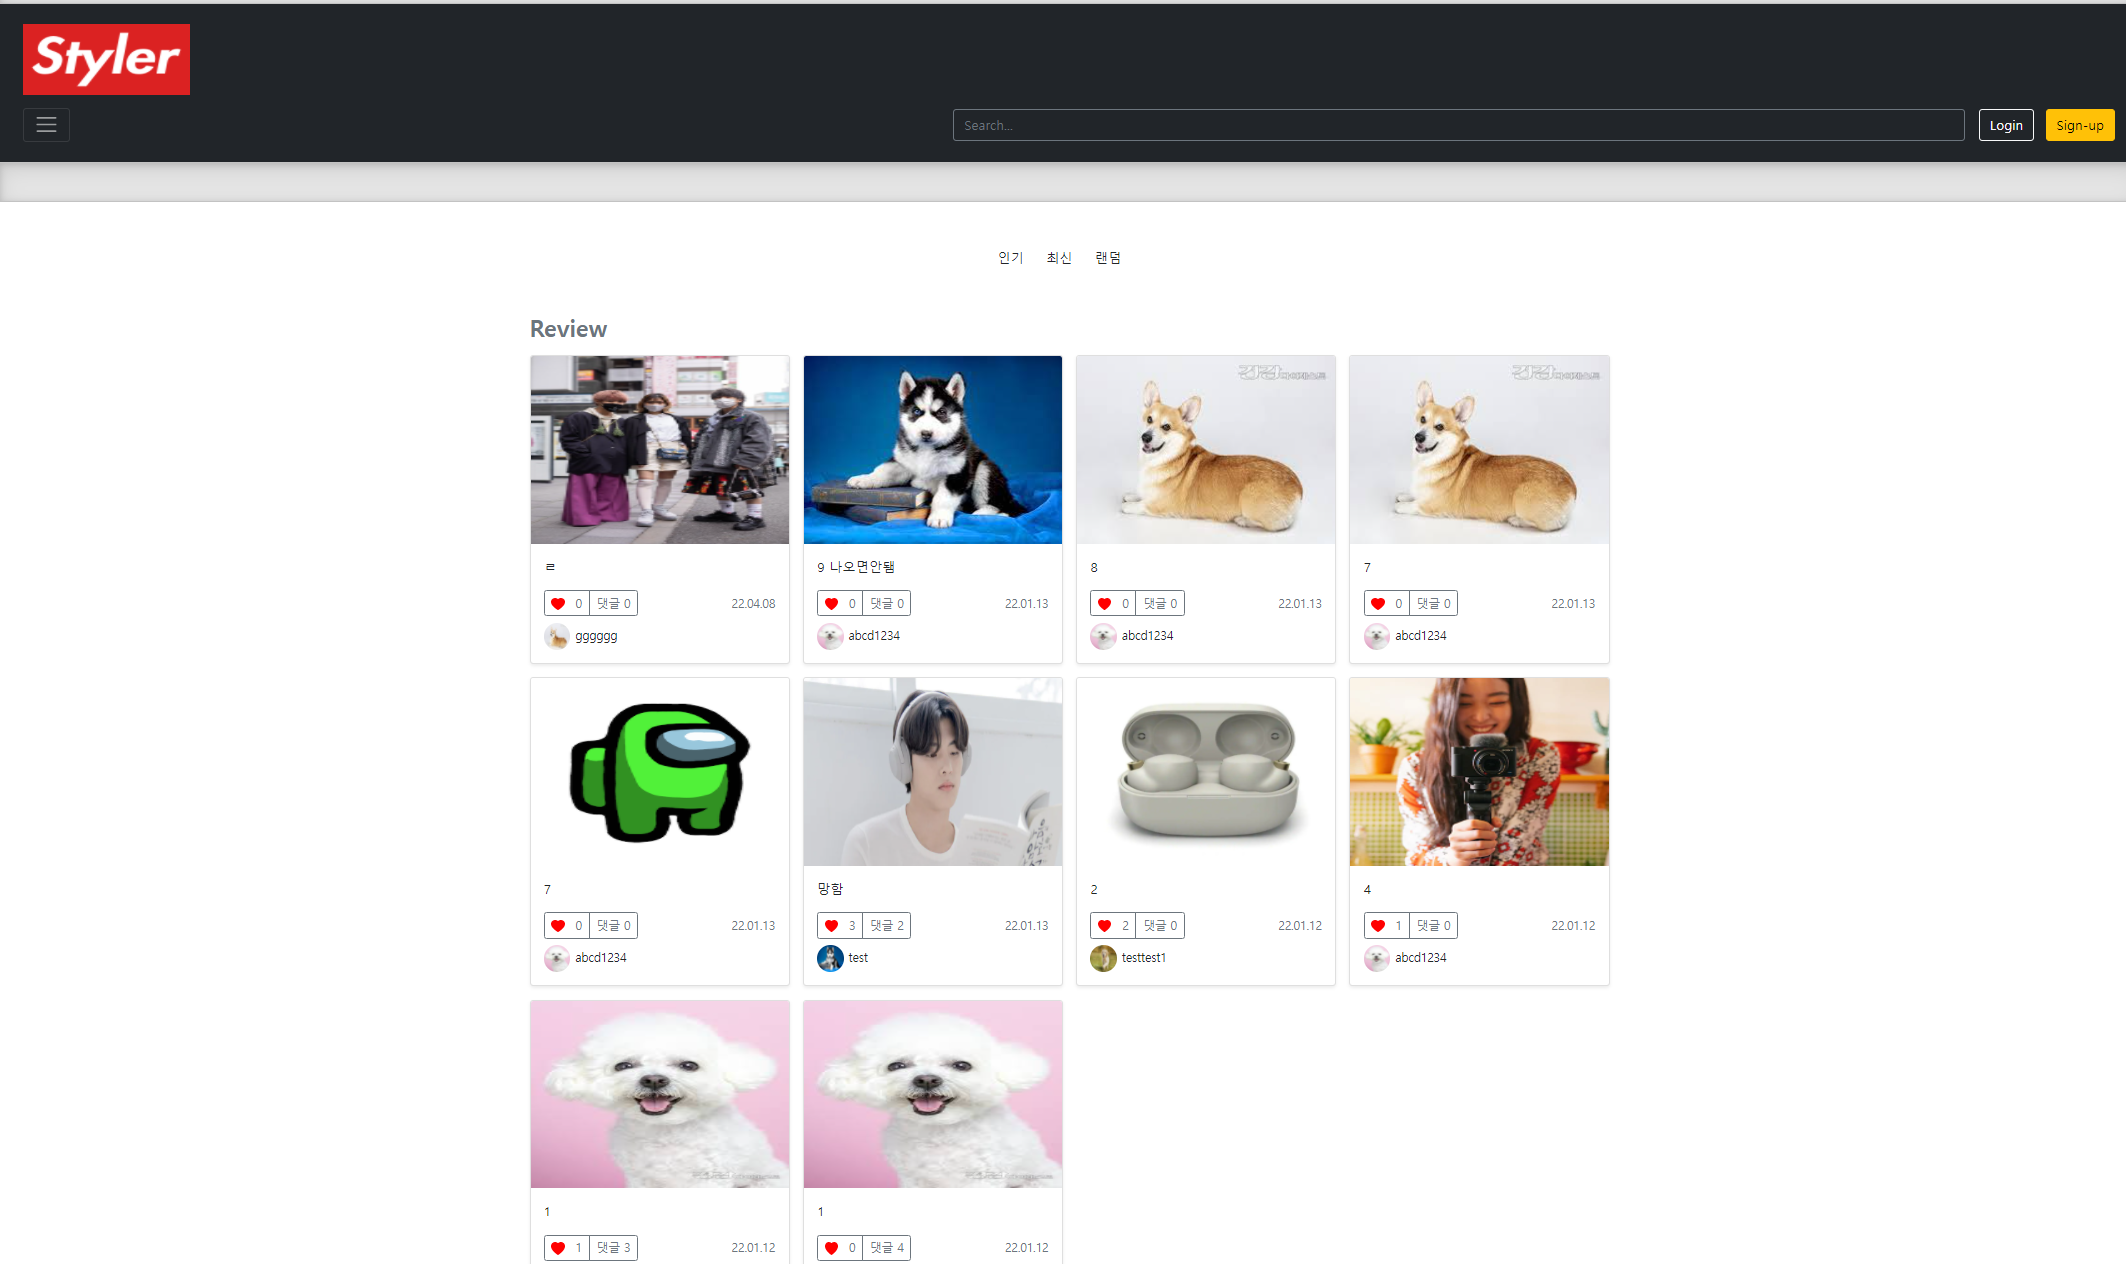 Styler
Search...
Login
Sign-up
인기 최신 랜덤
Review
ㄹ
0 댓글 0 22.04.08
gggggg
9 나오면안됌
0 댓글 0 22.01.13
abcd1234
8
0 댓글 0 22.01.13
abcd1234
7
0 댓글 0 22.01.13
abcd1234
7
0 댓글 0 22.01.13
abcd1234
망함
3 댓글 2 22.01.13
test
2
2 댓글 0 22.01.12
testtest1
4
1 댓글 0 22.01.12
abcd1234
1
1 댓글 3 22.01.12
1
0 댓글 4 22.01.12